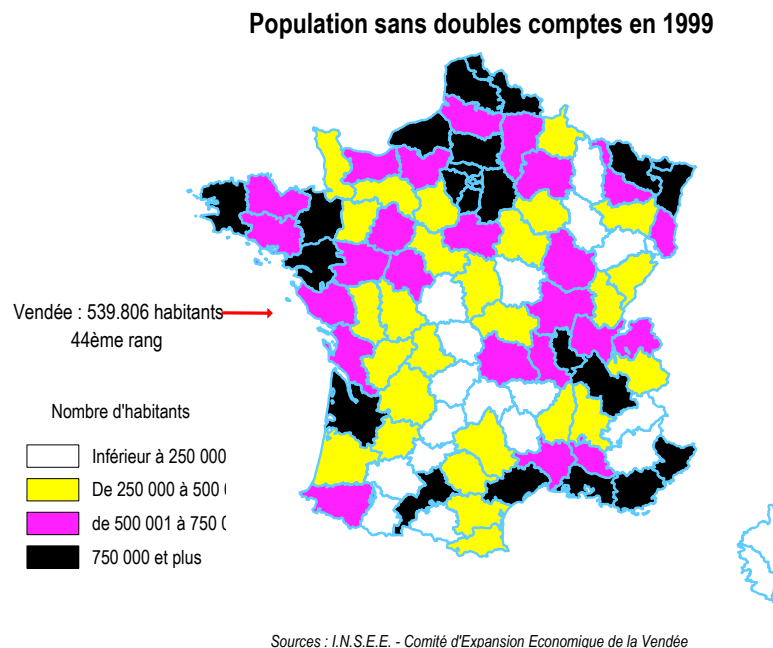 Population sans doubles comptes en 1999
Vendée : 539.806 habitants
44ème rang
Nombre d'habitants
Inférieur à 250 000
De 250 000 à 500
de 500 001 à 750
750 000 et plus
Sources : I.N.S.E.E. - Comité d'Expansion Economique de la Vendée